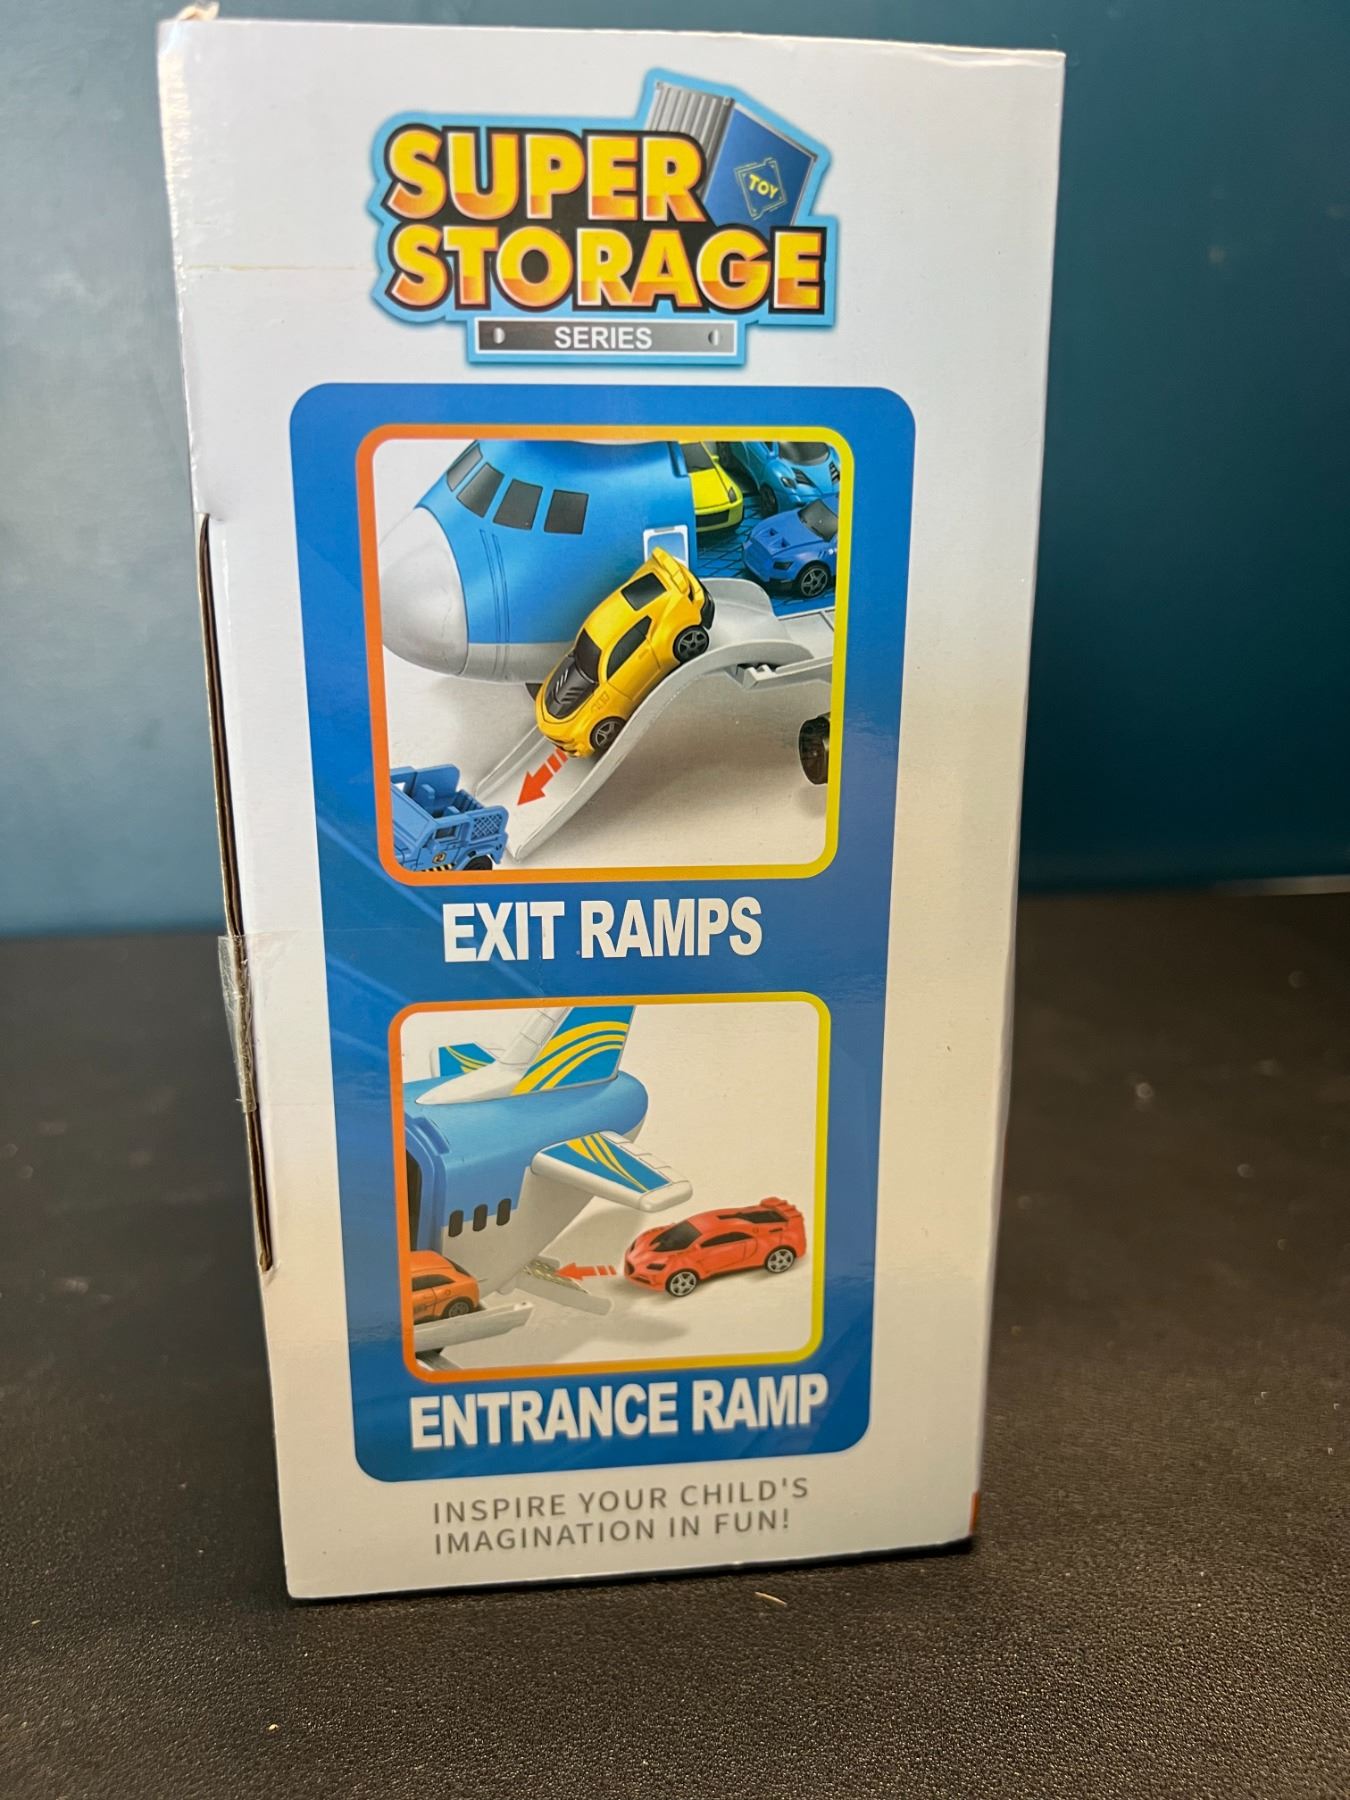 TOY
SUPER
STORAGE
SERIES
EXIT RAMPS
ENTRANCE RAMP
INSPIRE YOUR CHILD'S
IMAGINATION IN FUN!